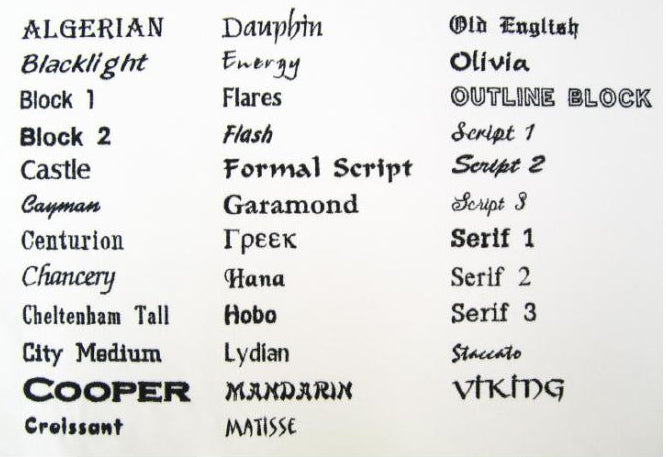 ALGERIAN
Blacklight
Block 1
Block 2
Castle
Cayman
Centurion
Chancery
Cheltenham Tall
City Medium
COOPER
Croissant
Dauphin
Energy
Flares
Flash
Formal Script
Garamond
Γρεεκ
Hana
Hobo
Lydian
MANDARIN
MATISSE
Old English
Olivia
OUTLINE BLOCK
Script 1
Script 2
Script 3
Serif 1
Serif 2
Serif 3
Staccato
VIKING